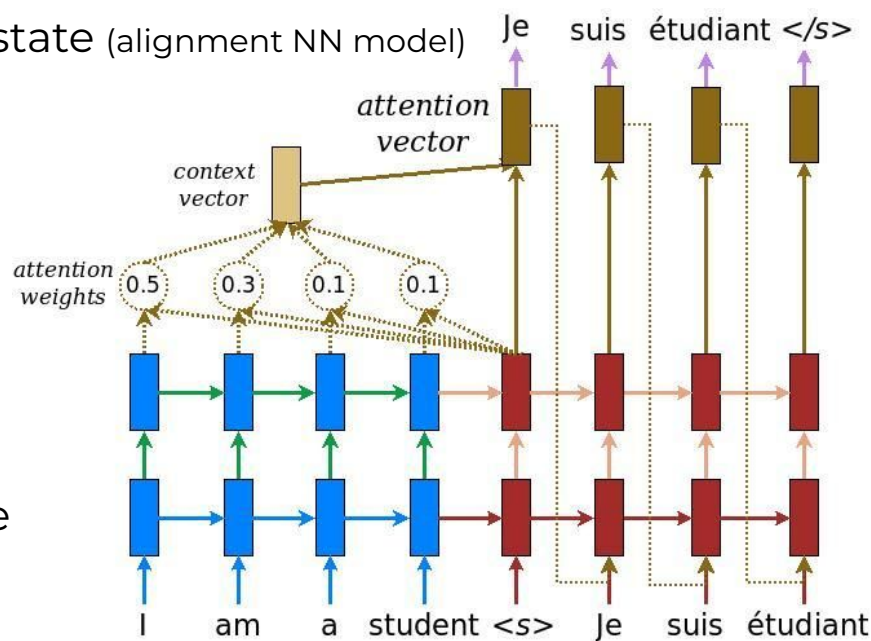 state (alignment NN model)
Je suis étudiant </s>
attention
vector
context
vector
attention
weights
0.5 0.3 0.1 0.1
e
I am a student <s> Je suis étudiant